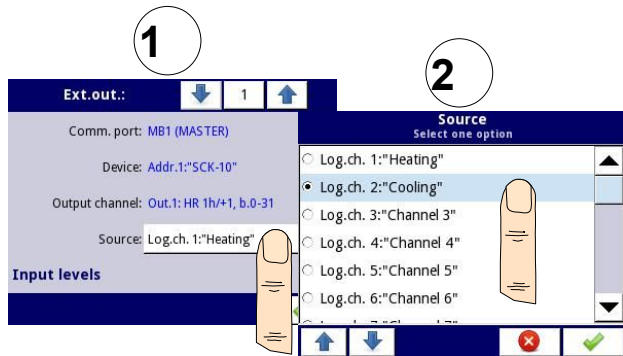 1
Ext.out.:
1
Comm. port: MB1 (MASTER)
Device: Addr.1:"SCK-10"
Output channel: Out.1: HR 1h/+1, b.0-31
Source: Log.ch. 1:"Heating"
Input levels
2
Source
Select one option
Log.ch. 1:"Heating"
Log.ch. 2:"Cooling"
Log.ch. 3:"Channel 3"
Log.ch. 4:"Channel 4"
Log.ch. 5:"Channel 5"
Log.ch. 6:"Channel 6"